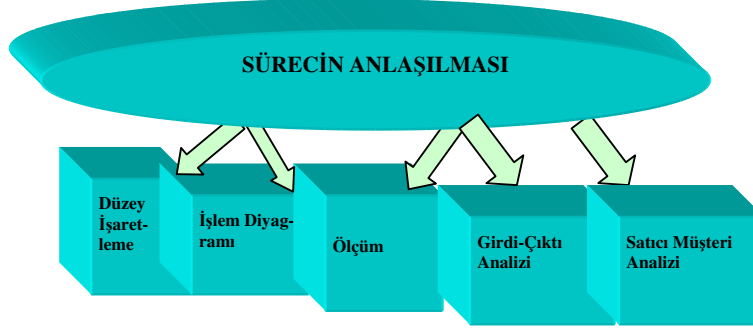 SÜRECİN ANLAŞILMASI
Düzey
İşaret-
leme
İşlem Diyag-
ramı
Ölçüm
Girdi-Çıktı
Analizi
Satıcı Müşteri
Analizi